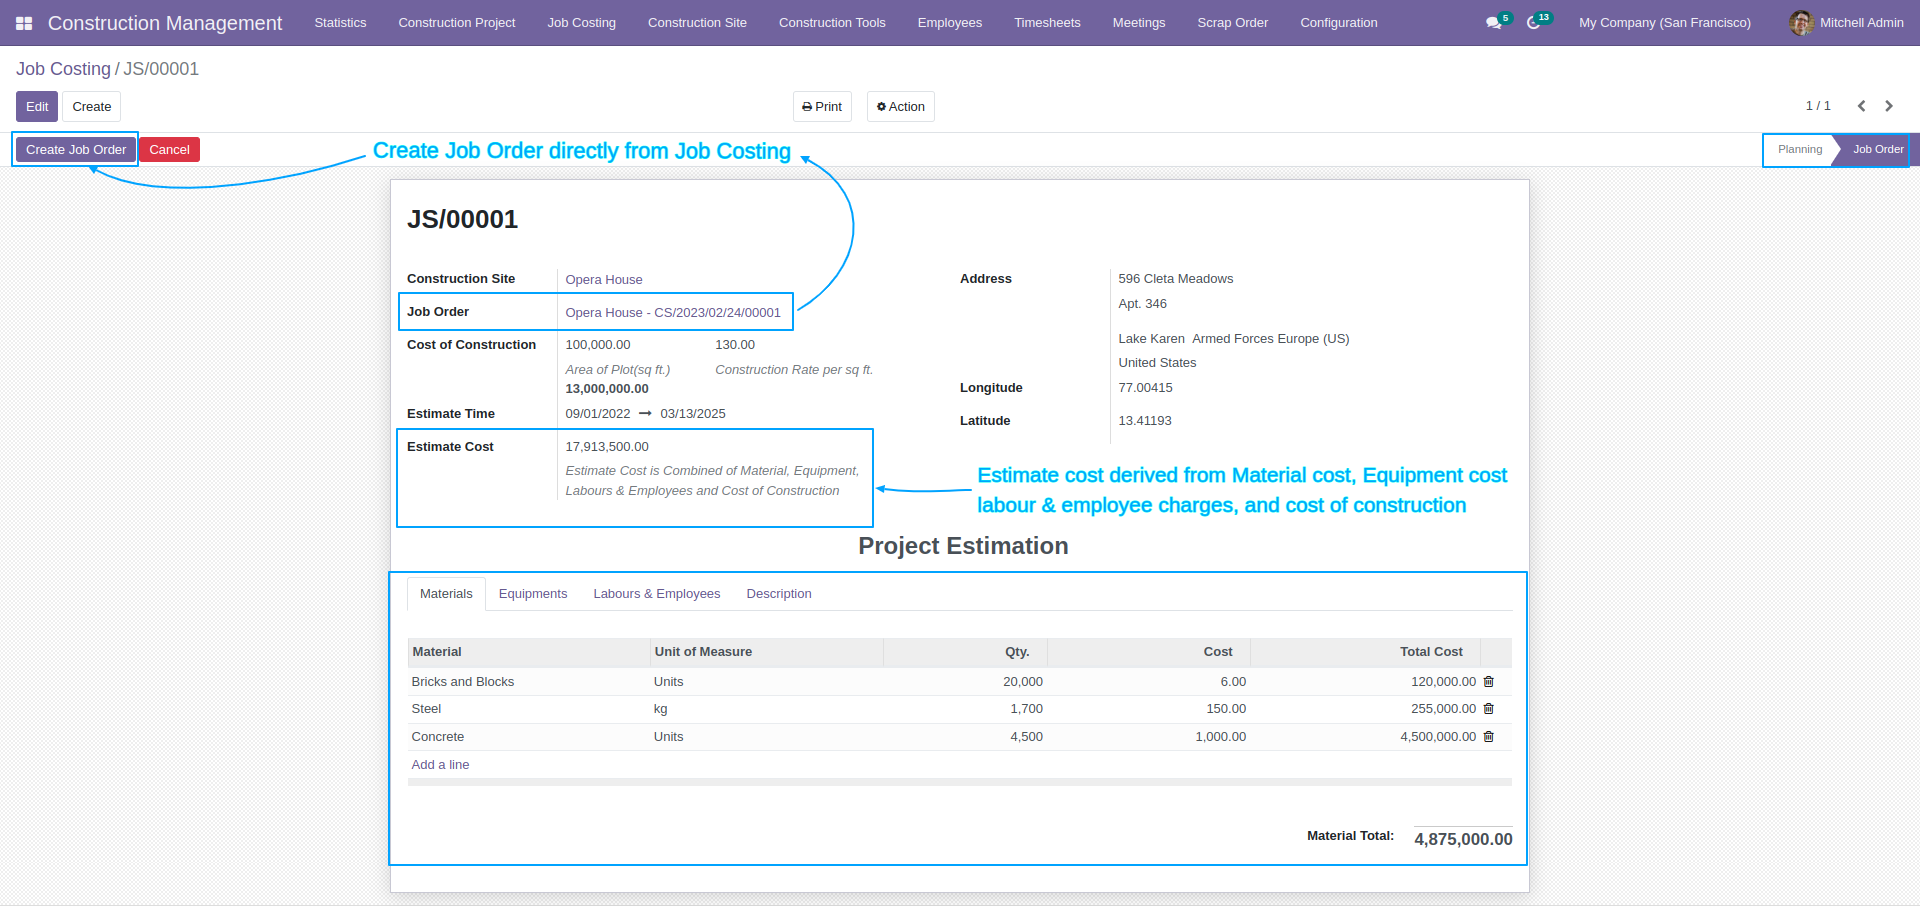 Construction Management Statistics Construction Project Job Costing Construction Site Construction Tools Employees Timesheets Meetings Scrap Order Configuration 5 13 My Company (San Francisco) Mitchell Admin
Job Costing / JS/00001
Edit Create Print Action 1 / 1
Create Job Order Cancel Create Job Order directly from Job Costing Planning Job Order
JS/00001
Construction Site Opera House Address 596 Cleta Meadows
Apt. 346
Job Order Opera House - CS/2023/02/24/00001
Lake Karen Armed Forces Europe (US)
Cost of Construction 100,000.00 130.00
United States
Area of Plot(sq ft.) Construction Rate per sq ft.
13,000,000.00 Longitude 77.00415
Estimate Time 09/01/2022 03/13/2025 Latitude 13.41193
Estimate Cost 17,913,500.00
Estimate Cost is Combined of Material, Equipment,
Labours & Employees and Cost of Construction
Estimate cost derived from Material cost, Equipment cost
labour & employee charges, and cost of construction
Project Estimation
Materials Equipments Labours & Employees Description
Material Unit of Measure Qty. Cost Total Cost
Bricks and Blocks Units 20,000 6.00 120,000.00
Steel kg 1,700 150.00 255,000.00
Concrete Units 4,500 1,000.00 4,500,000.00
Add a line
Material Total: 4,875,000.00